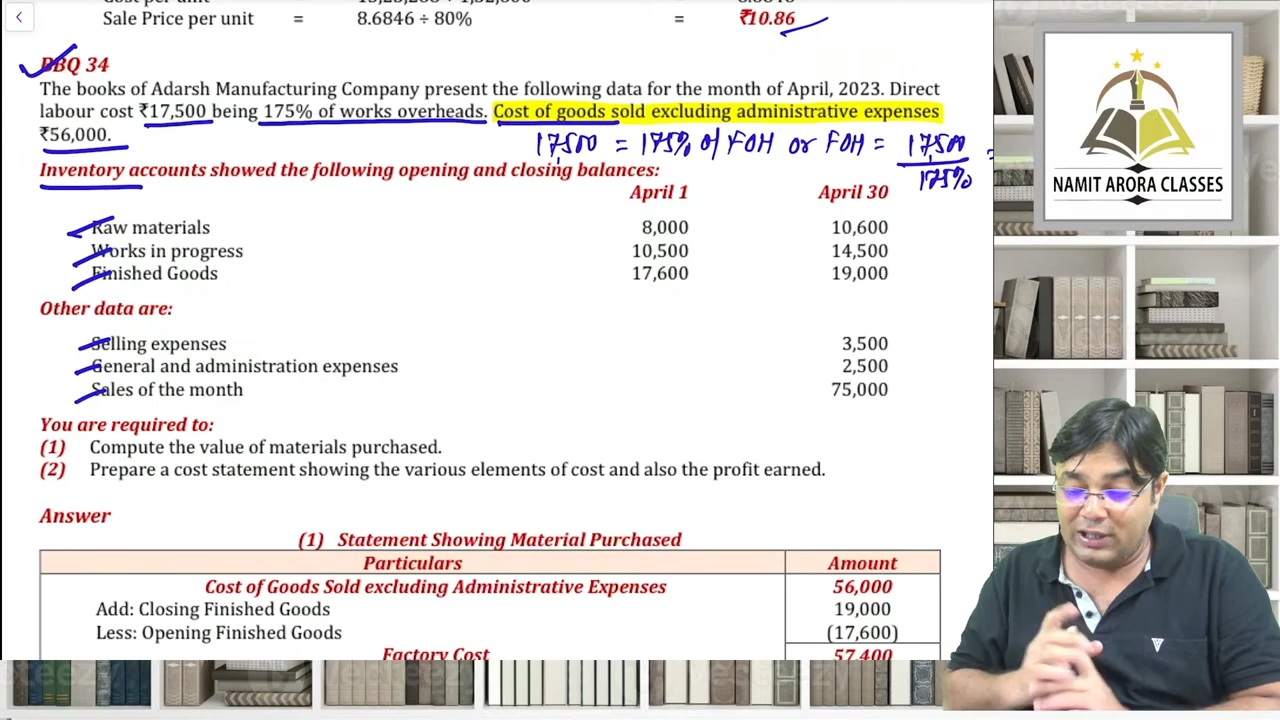 Sale Price per unit = 8.6846 ÷ 80% = ₹10.86
BBQ 34
The books of Adarsh Manufacturing Company present the following data for the month of April, 2023. Direct
labour cost ₹17,500 being 175% of works overheads. Cost of goods sold excluding administrative expenses
₹56,000.
17,500 = 175% of FOH or FOH = 17,500 =
175%
Inventory accounts showed the following opening and closing balances:
April 1 April 30
Raw materials 8,000 10,600
Works in progress 10,500 14,500
Finished Goods 17,600 19,000
Other data are:
Selling expenses 3,500
General and administration expenses 2,500
Sales of the month 75,000
You are required to:
(1) Compute the value of materials purchased.
(2) Prepare a cost statement showing the various elements of cost and also the profit earned.
Answer
(1) Statement Showing Material Purchased
Particulars Amount
Cost of Goods Sold excluding Administrative Expenses 56,000
Add: Closing Finished Goods 19,000
Less: Opening Finished Goods (17,600)
Factory Cost 57,400
NAMIT ARORA CLASSES